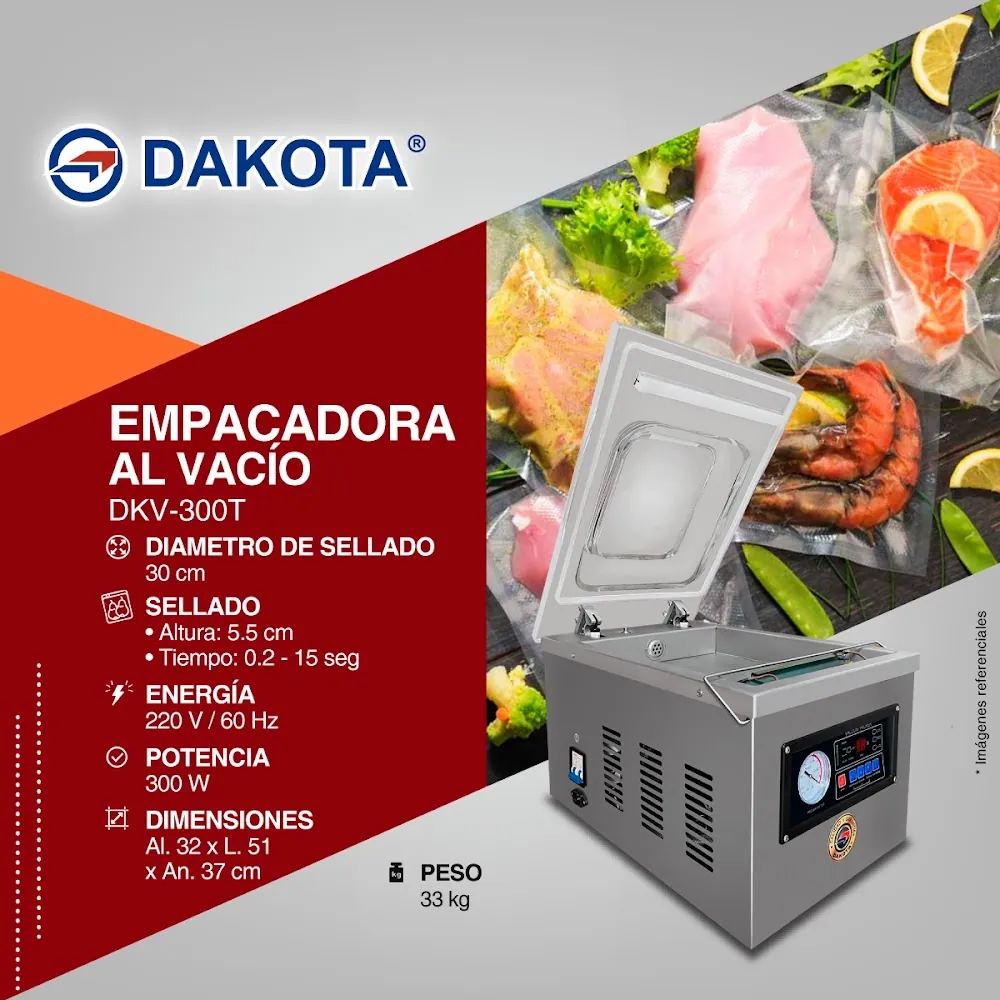 DAKOTA®
EMPACADORA
AL VACÍO
DKV-300T
DIAMETRO DE SELLADO
30 cm
SELLADO
• Altura: 5.5 cm
• Tiempo: 0.2 - 15 seg
ENERGÍA
220 V / 60 Hz
POTENCIA
300 W
DIMENSIONES
Al. 32 x L. 51
x An. 37 cm
kg
PESO
33 kg
* Imágenes referenciales
DAKOTA